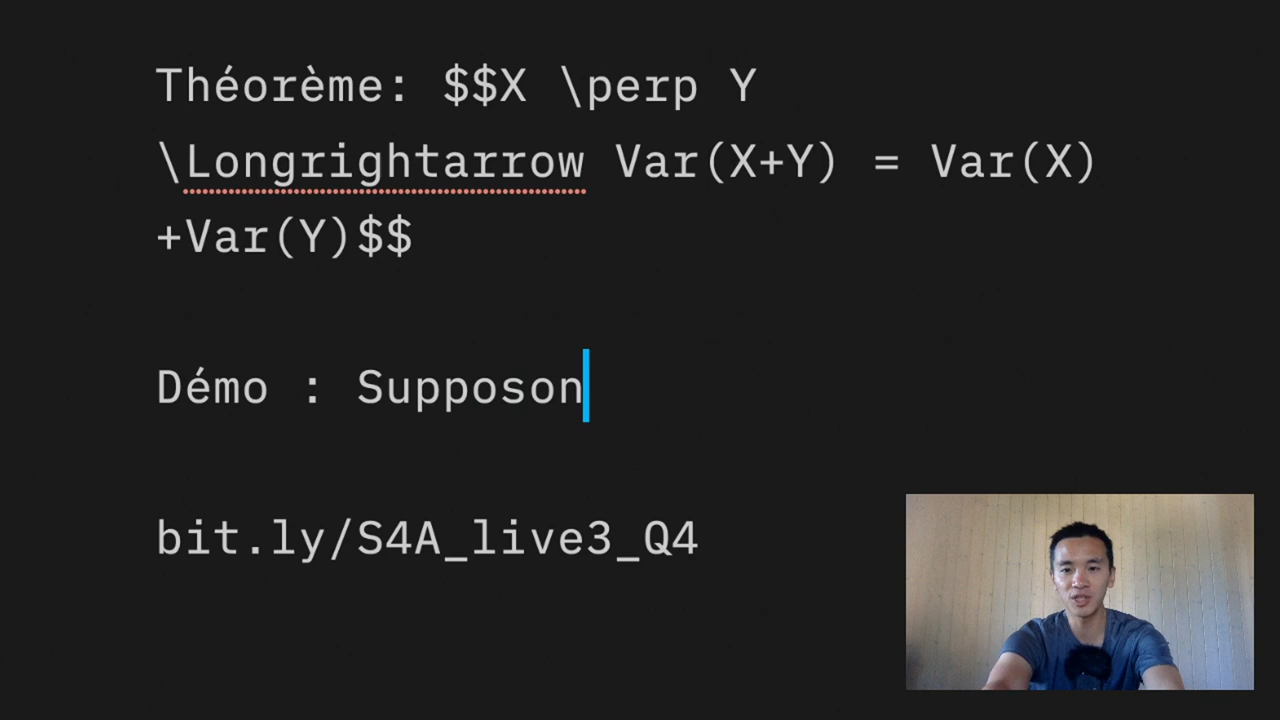 Théorème: $$X \perp Y
\Longrightarrow Var(X+Y) = Var(X)
+Var(Y)$$
Démo : Supposon
bit.ly/S4A_live3_Q4